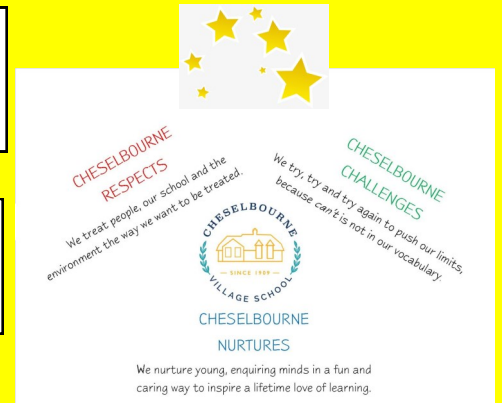 CHESELBOURNE
RESPECTS
We treat people, our school and the
environment the way we want to be treated.
CHESELBOURNE
CHALLENGES
We try, try and try again to push our limits,
because can't is not in our vocabulary.
CHESELBOURNE
SINCE 1989
VILLAGE SCHOOL
CHESELBOURNE
NURTURES
We nurture young, enquiring minds in a fun and
caring way to inspire a lifetime love of learning.